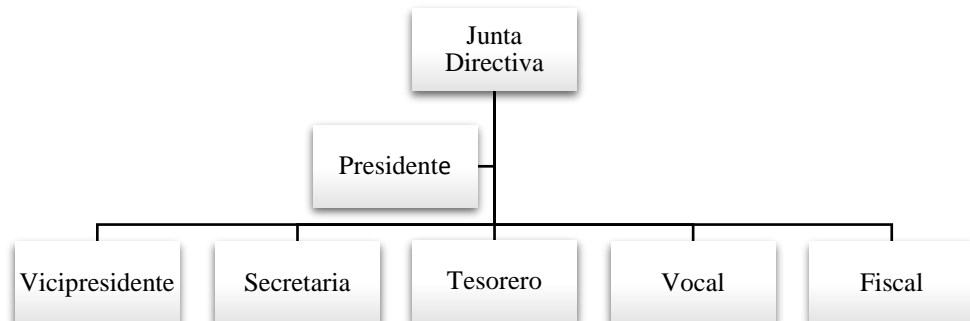 Junta
Directiva
Presidente
Vicipresidente
Secretaria
Tesorero
Vocal
Fiscal